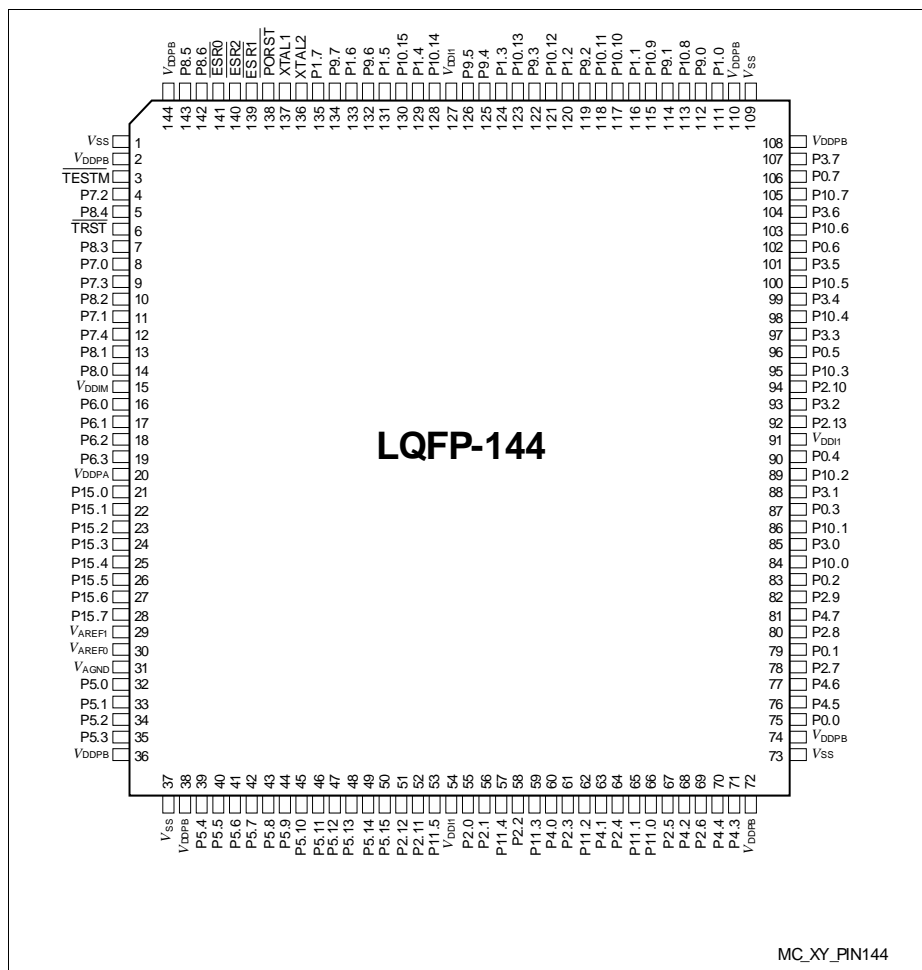 VDDPB
P8.5
P8.6
ESR0
ESR2
ESR1
PORST
XTAL1
XTAL2
P1.7
P9.7
P1.6
P9.6
P1.5
P10.15
P1.4
P10.14
VDDI1
P9.5
P9.4
P1.3
P10.13
P9.3
P10.12
P1.2
P9.2
P10.11
P10.10
P1.1
P10.9
P9.1
P10.8
P9.0
P1.0
VDDPB
VSS
144
143
142
141
140
139
138
137
136
135
134
133
132
131
130
129
128
127
126
125
124
123
122
121
120
119
118
117
116
115
114
113
112
111
110
109
VSS 1
VDDPB 2
TESTM 3
P7.2 4
P8.4 5
TRST 6
P8.3 7
P7.0 8
P7.3 9
P8.2 10
P7.1 11
P7.4 12
P8.1 13
P8.0 14
VDDIM 15
P6.0 16
P6.1 17
P6.2 18
P6.3 19
VDDPA 20
P15.0 21
P15.1 22
P15.2 23
P15.3 24
P15.4 25
P15.5 26
P15.6 27
P15.7 28
VAREF1 29
VAREF0 30
VAGND 31
P5.0 32
P5.1 33
P5.2 34
P5.3 35
VDDPB 36
LQFP-144
108 VDDPB
107 P3.7
106 P0.7
105 P10.7
104 P3.6
103 P10.6
102 P0.6
101 P3.5
100 P10.5
99 P3.4
98 P10.4
97 P3.3
96 P0.5
95 P10.3
94 P2.10
93 P3.2
92 P2.13
91 VDDI1
90 P0.4
89 P10.2
88 P3.1
87 P0.3
86 P10.1
85 P3.0
84 P10.0
83 P0.2
82 P2.9
81 P4.7
80 P2.8
79 P0.1
78 P2.7
77 P4.6
76 P4.5
75 P0.0
74 VDDPB
73 VSS
37
38
39
40
41
42
43
44
45
46
47
48
49
50
51
52
53
54
55
56
57
58
59
60
61
62
63
64
65
66
67
68
69
70
71
72
VSS
VDDPB
P5.4
P5.5
P5.6
P5.7
P5.8
P5.9
P5.10
P5.11
P5.12
P5.13
P5.14
P5.15
P2.12
P2.11
P11.5
VDDI1
P2.0
P2.1
P11.4
P2.2
P11.3
P4.0
P2.3
P11.2
P4.1
P2.4
P11.1
P11.0
P2.5
P4.2
P2.6
P4.4
P4.3
VDDPB
MC_XY_PIN144